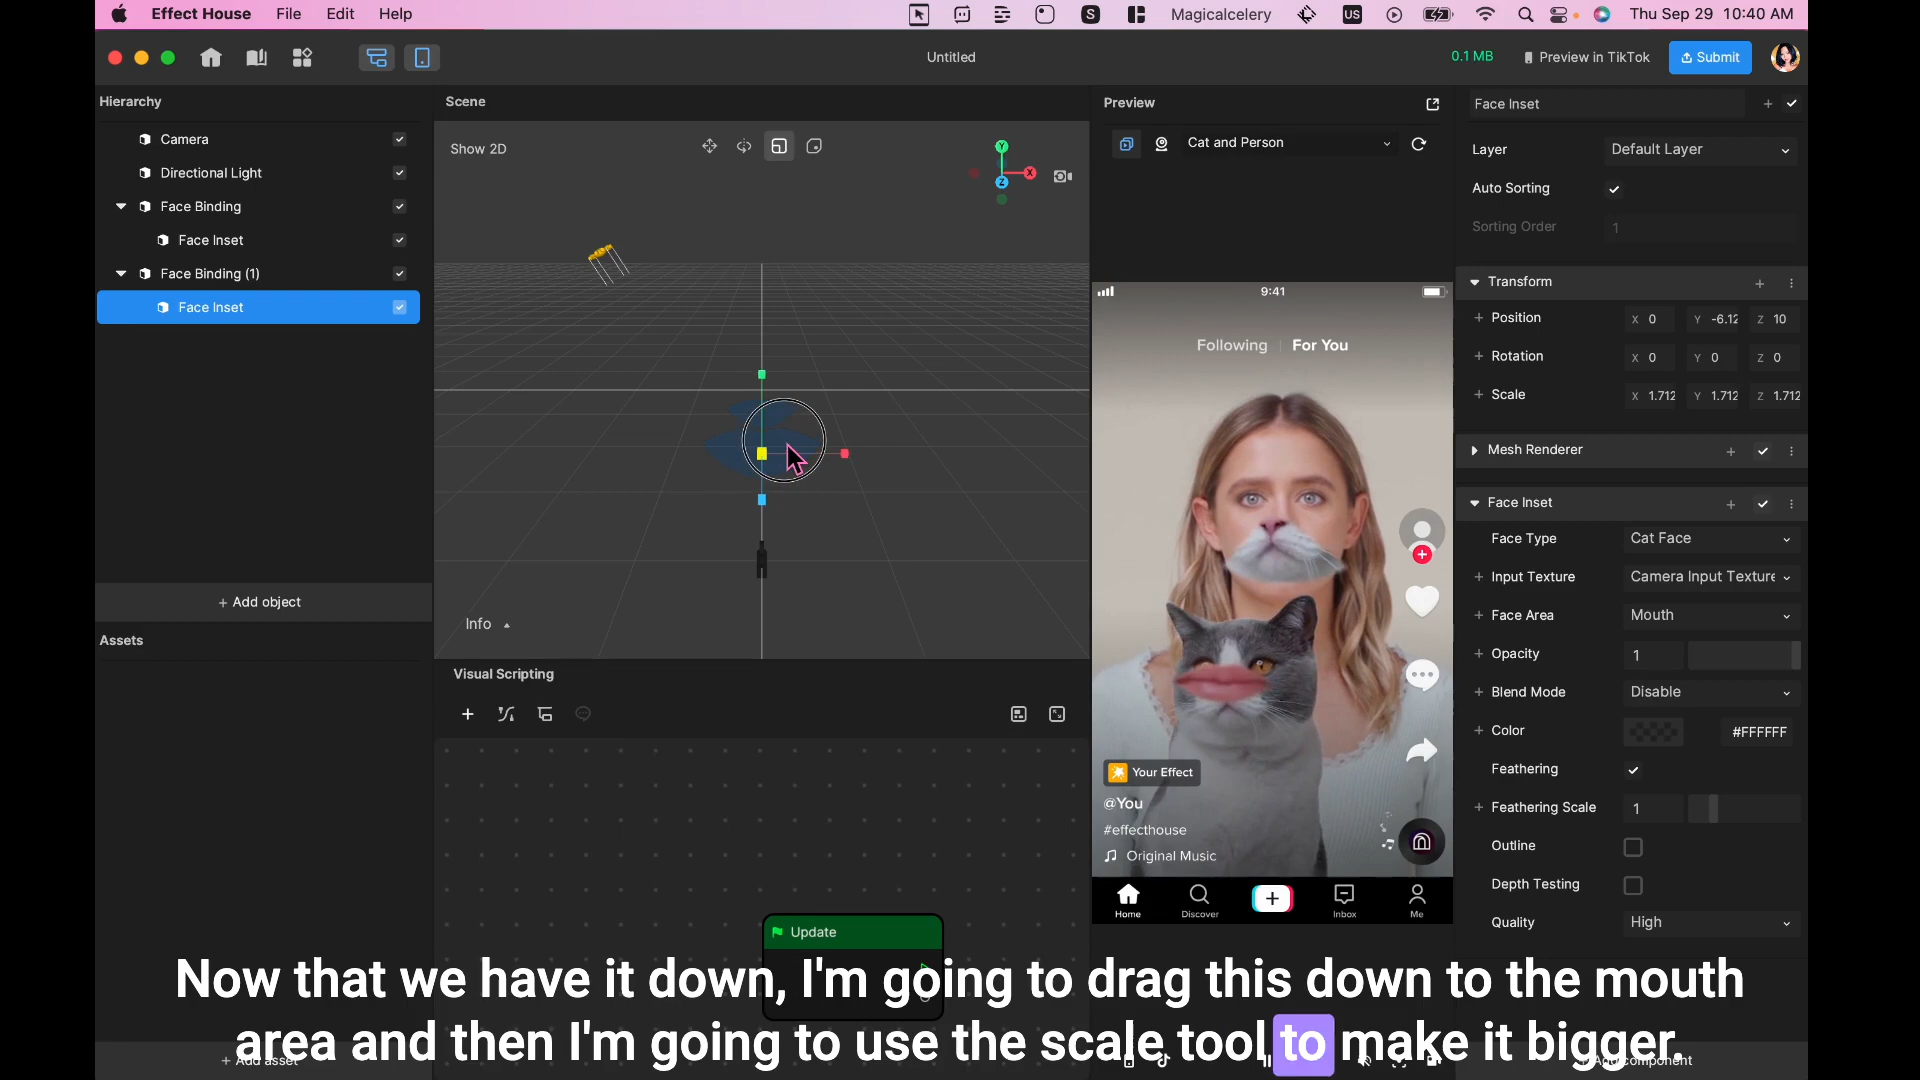 Effect House File Edit Help
S Magicalcelery US Thu Sep 29 10:40 AM
Untitled
0.1 MB Preview in TikTok Submit
Hierarchy
Camera
Directional Light
Face Binding
Face Inset
Face Binding (1)
Face Inset
+ Add object
Assets
+ Add asset
Scene
Show 2D
Y
X
Z
Info
Visual Scripting
Update
Preview
Cat and Person
9:41
Following For You
Your Effect
@You
#effecthouse
Original Music
Home Discover Inbox Me
Face Inset
Layer Default Layer
Auto Sorting
Sorting Order 1
Transform
Position X 0 Y -6.12 Z 10
Rotation X 0 Y 0 Z 0
Scale X 1.712 Y 1.712 Z 1.712
Mesh Renderer
Face Inset
Face Type Cat Face
Input Texture Camera Input Texture
Face Area Mouth
Opacity 1
Blend Mode Disable
Color #FFFFFF
Feathering
Feathering Scale 1
Outline
Depth Testing
Quality High
Now that we have it down, I'm going to drag this down to the mouth
area and then I'm going to use the scale tool to make it bigger.